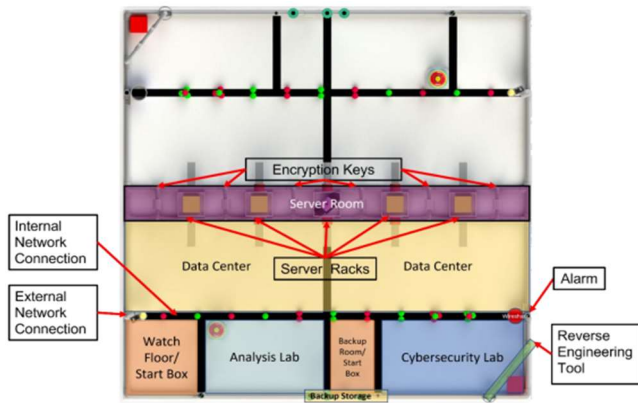 Encryption Keys
Server Room
Internal
Network
Connection
Data Center
Server Racks
Data Center
External
Network
Connection
Alarm
Wireshark
Watch
Floor/
Start Box
Analysis Lab
Backup
Room/
Start Box
Cybersecurity Lab
Reverse
Engineering
Tool
Backup Storage